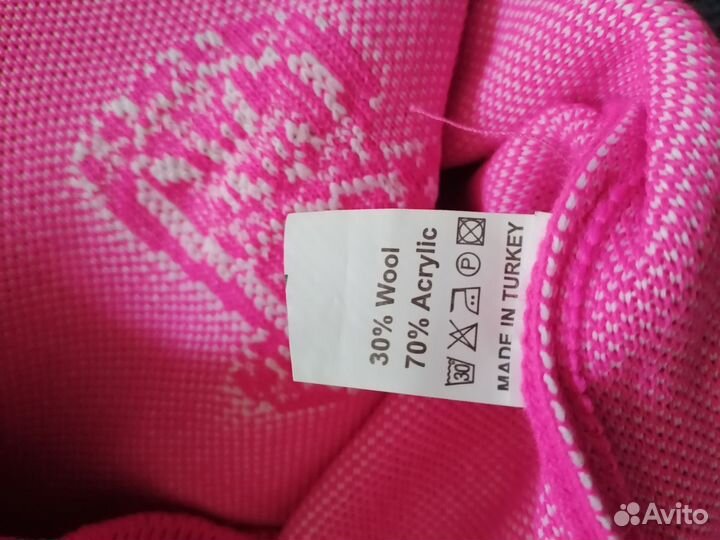 30% Wool
70% Acrylic
30 P
MADE IN TURKEY
Avito